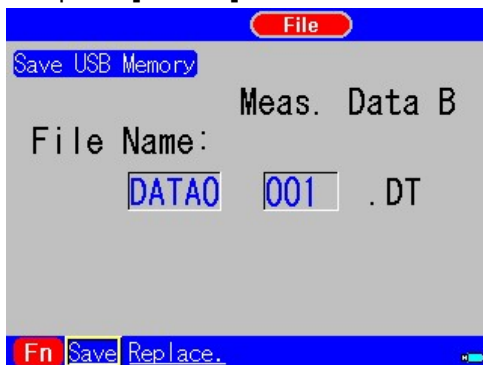 File
Save USB Memory
Meas. Data B
File Name:
DATA0 001 .DT
Fn Save Replace.